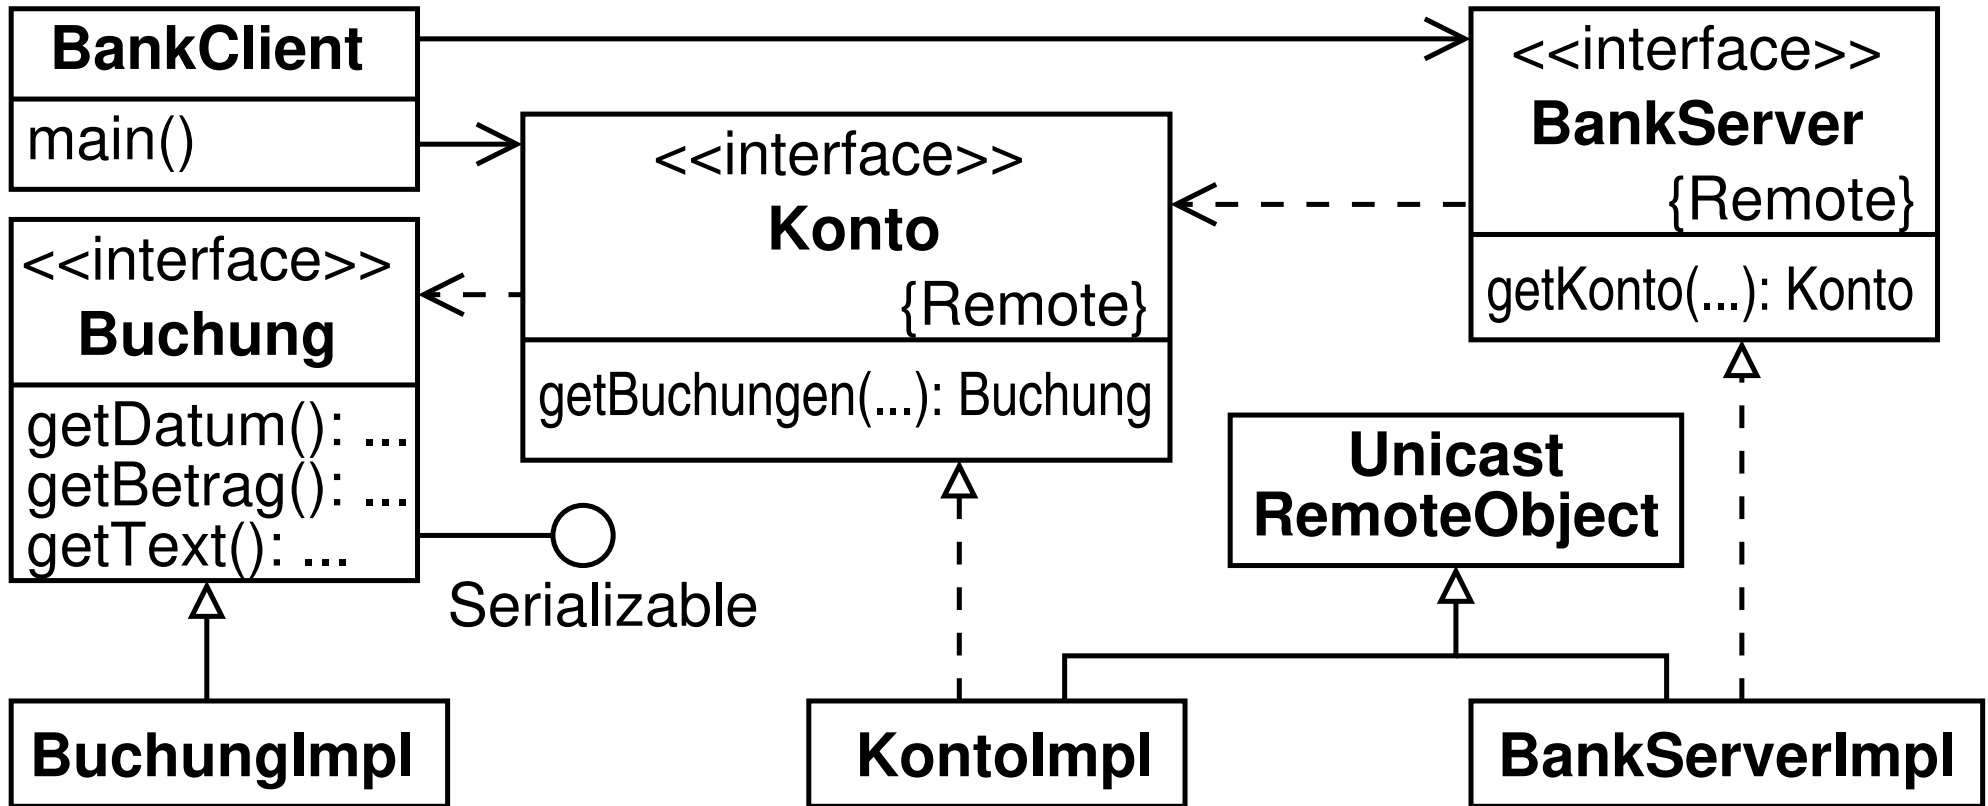 BankClient
main()
<<interface>>
BankServer
{Remote}
getKonto(...): Konto
<<interface>>
Konto
{Remote}
getBuchungen(...): Buchung
<<interface>>
Buchung
getDatum(): ...
getBetrag(): ...
getText(): ...
Serializable
Unicast
RemoteObject
BuchungImpl
KontoImpl
BankServerImpl